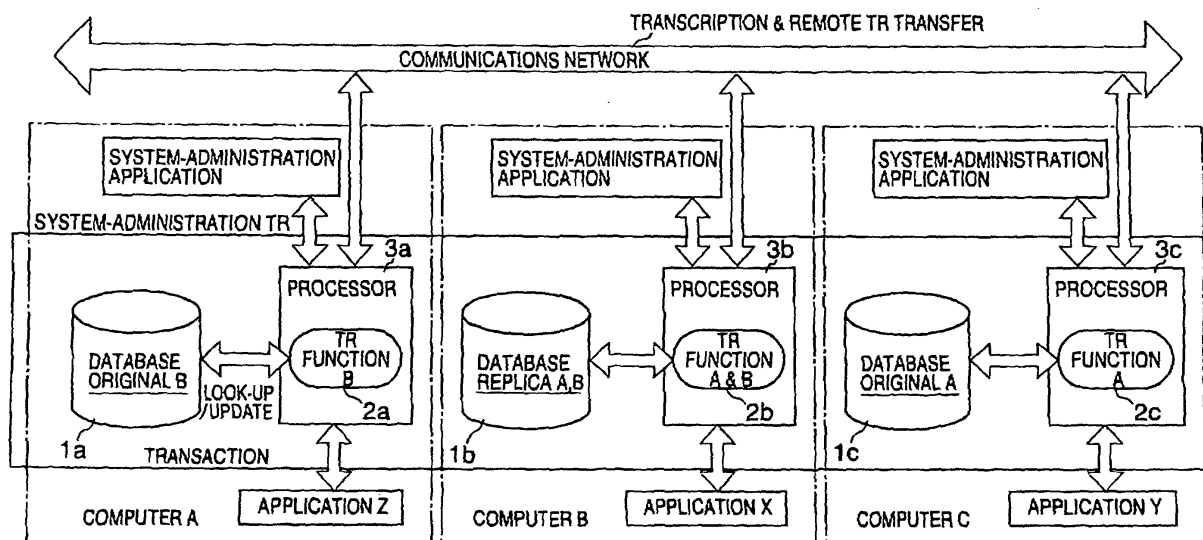 TRANSCRIPTION & REMOTE TR TRANSFER
COMMUNICATIONS NETWORK
SYSTEM-ADMINISTRATION
APPLICATION
SYSTEM-ADMINISTRATION
APPLICATION
SYSTEM-ADMINISTRATION
APPLICATION
SYSTEM-ADMINISTRATION TR
3a
PROCESSOR
TR
FUNCTION
B
2a
DATABASE
ORIGINAL B
LOOK-UP
/UPDATE
1a
TRANSACTION
3b
PROCESSOR
TR
FUNCTION
A & B
2b
DATABASE
REPLICA A,B
1b
3c
PROCESSOR
TR
FUNCTION
A
2c
DATABASE
ORIGINAL A
1c
COMPUTER A
APPLICATION Z
COMPUTER B
APPLICATION X
COMPUTER C
APPLICATION Y